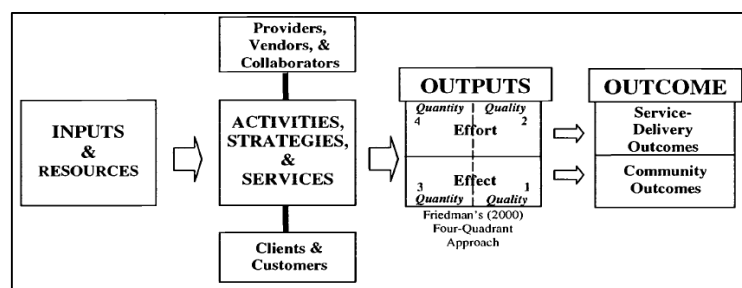 Providers,
Vendors, &
Collaborators
INPUTS
&
RESOURCES
ACTIVITIES,
STRATEGIES,
&
SERVICES
Clients &
Customers
OUTPUTS
Quantity Quality
4 2
Effort
Effect
3 1
Quantity Quality
Friedman's (2000)
Four-Quadrant
Approach
OUTCOME
Service-
Delivery
Outcomes
Community
Outcomes